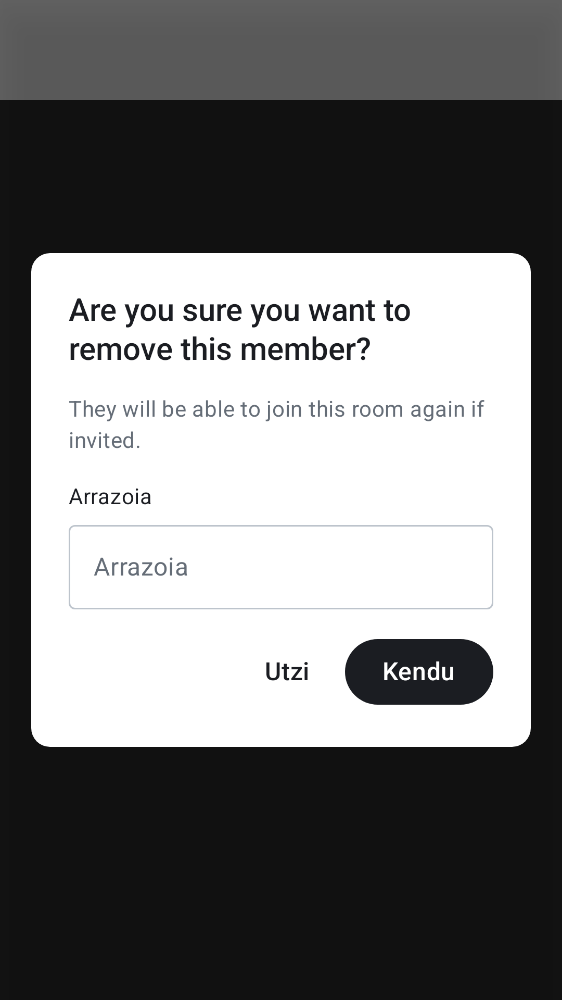 Are you sure you want to
remove this member?
They will be able to join this room again if
invited.
Arrazoia
Arrazoia
Utzi
Kendu